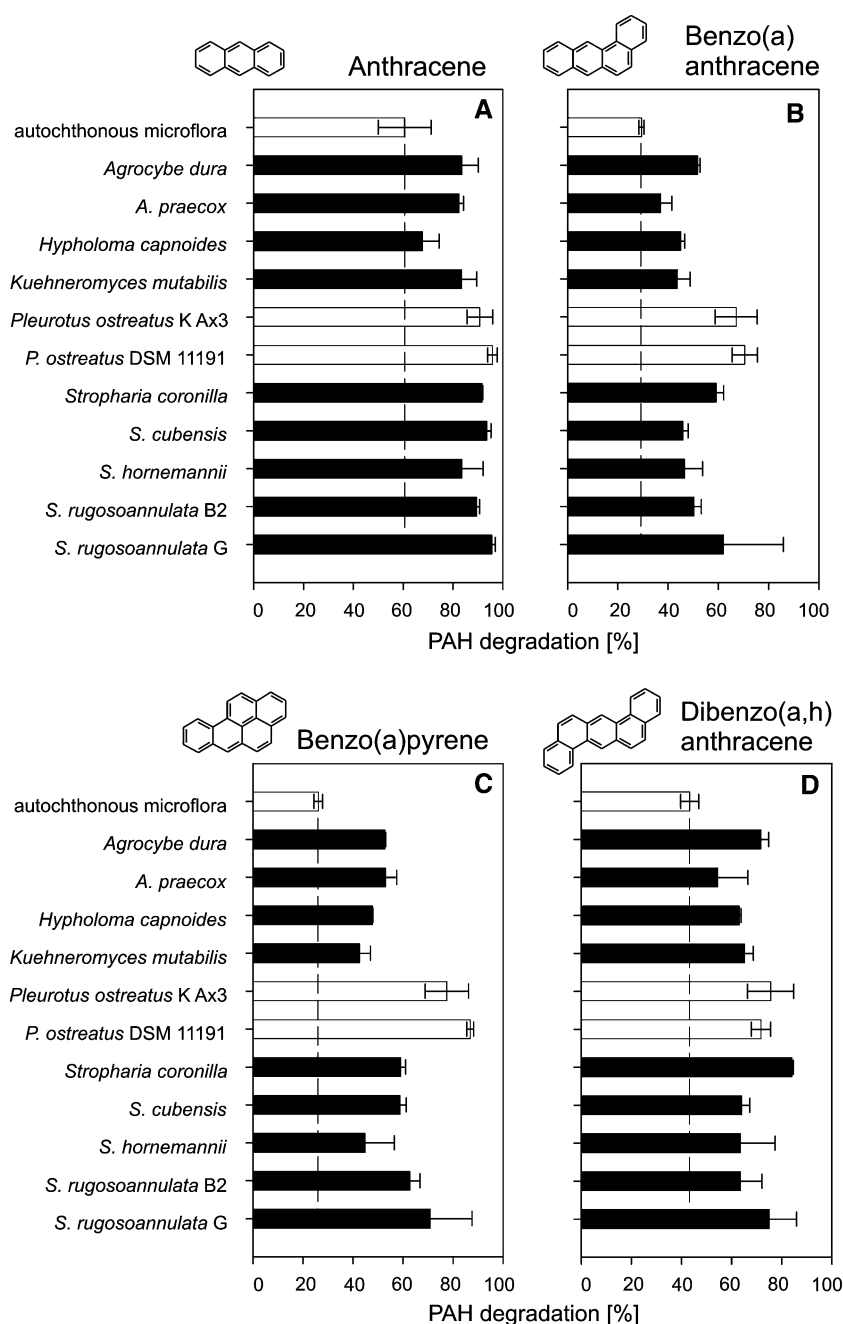 Anthracene
Benzo(a)
anthracene
A
B
autochthonous microflora
Agrocybe dura
A. praecox
Hypholoma capnoides
Kuehneromyces mutabilis
Pleurotus ostreatus K Ax3
P. ostreatus DSM 11191
Stropharia coronilla
S. cubensis
S. hornemannii
S. rugosoannulata B2
S. rugosoannulata G
0 20 40 60 80 100
0 20 40 60 80 100
PAH degradation [%]
Benzo(a)pyrene
Dibenzo(a,h)
anthracene
C
D
autochthonous microflora
Agrocybe dura
A. praecox
Hypholoma capnoides
Kuehneromyces mutabilis
Pleurotus ostreatus K Ax3
P. ostreatus DSM 11191
Stropharia coronilla
S. cubensis
S. hornemannii
S. rugosoannulata B2
S. rugosoannulata G
0 20 40 60 80 100
0 20 40 60 80 100
PAH degradation [%]